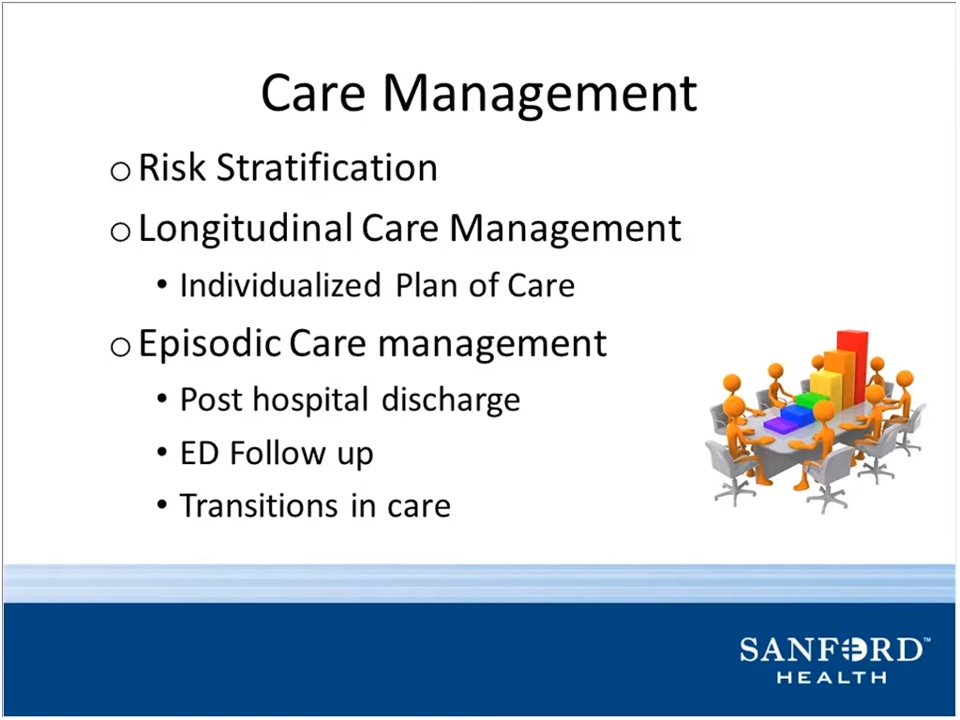 Care Management
o Risk Stratification
o Longitudinal Care Management
• Individualized Plan of Care
o Episodic Care management
• Post hospital discharge
• ED Follow up
• Transitions in care
SANFORD™
HEALTH